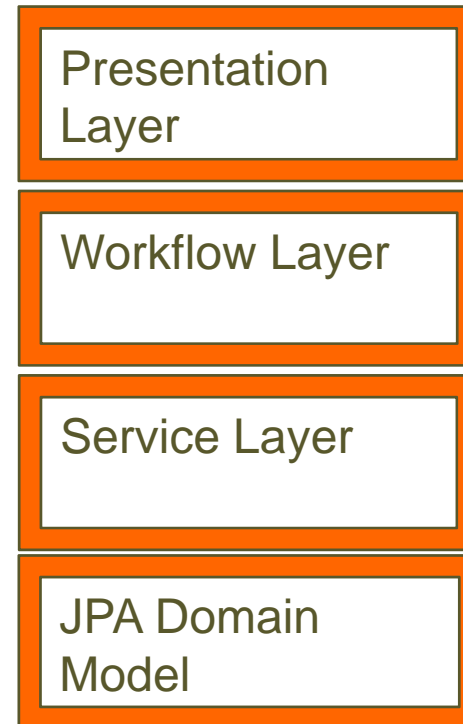 Presentation
Layer
Workflow Layer
Service Layer
JPA Domain
Model